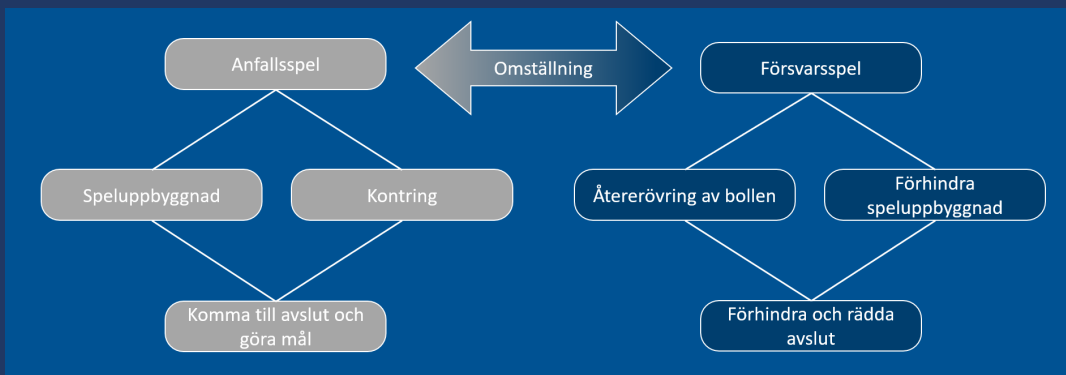 Anfallsspel
Omställning
Försvarsspel
Speluppbyggnad
Kontring
Återerövring av bollen
Förhindra
speluppbyggnad
Komma till avslut och
göra mål
Förhindra och rädda
avslut